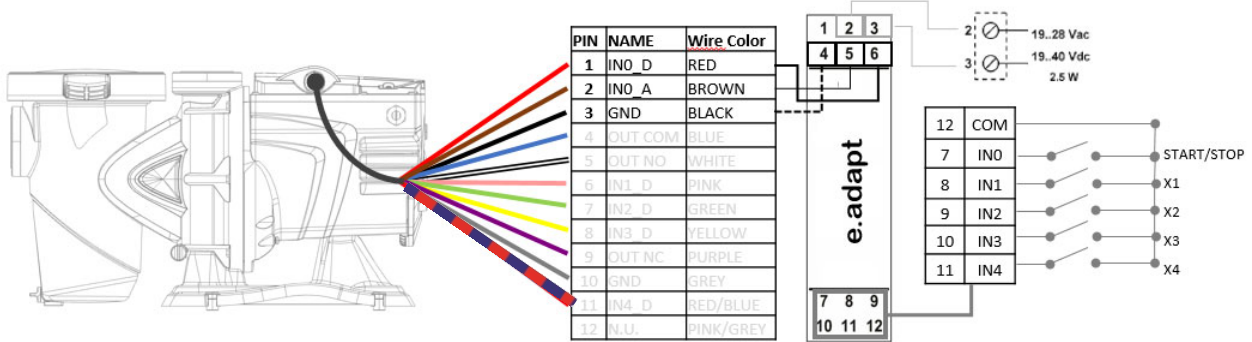 PIN NAME Wire Color
1 IN0_D RED
2 IN0_A BROWN
3 GND BLACK
4 OUT COM BLUE
5 OUT NO WHITE
6 IN1_D PINK
7 IN2_D GREEN
8 IN3_D YELLOW
9 OUT NC PURPLE
10 GND GREY
11 IN4_D RED/BLUE
12 N.U. PINK/GREY
1 2 3
4 5 6
e.adapt
7 8 9
10 11 12
2 19..28 Vac
3 19..40 Vdc
2.5 W
12 COM
7 IN0 START/STOP
8 IN1 X1
9 IN2 X2
10 IN3 X3
11 IN4 X4